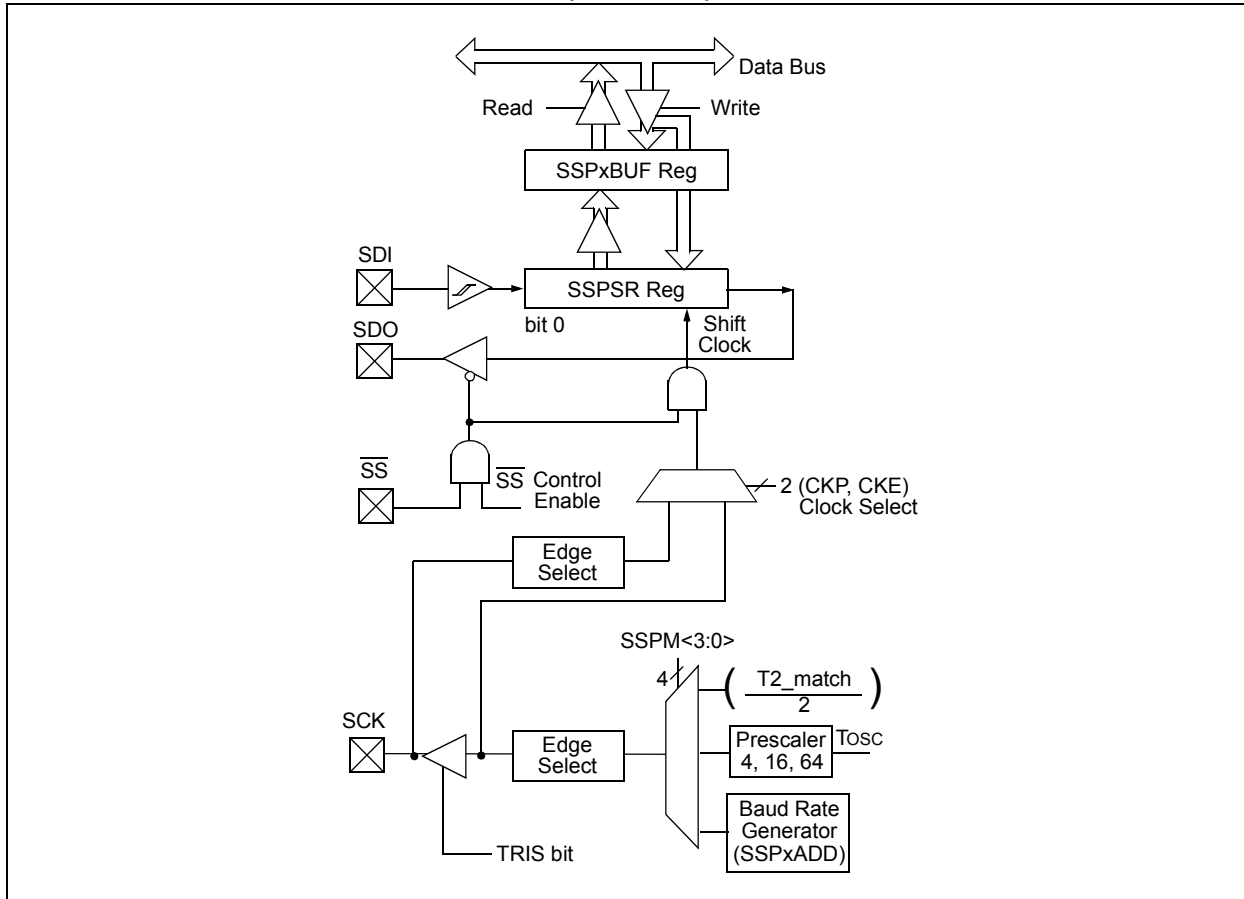 Data Bus
Read
Write
SSPxBUF Reg
SDI
SSPSR Reg
bit 0
Shift
Clock
SDO
SS
SS Control
Enable
2 (CKP, CKE)
Clock Select
Edge
Select
SSPM<3:0>
4
( T2_match
2 )
SCK
Edge
Select
Prescaler
4, 16, 64
TOSC
Baud Rate
Generator
(SSPxADD)
TRIS bit